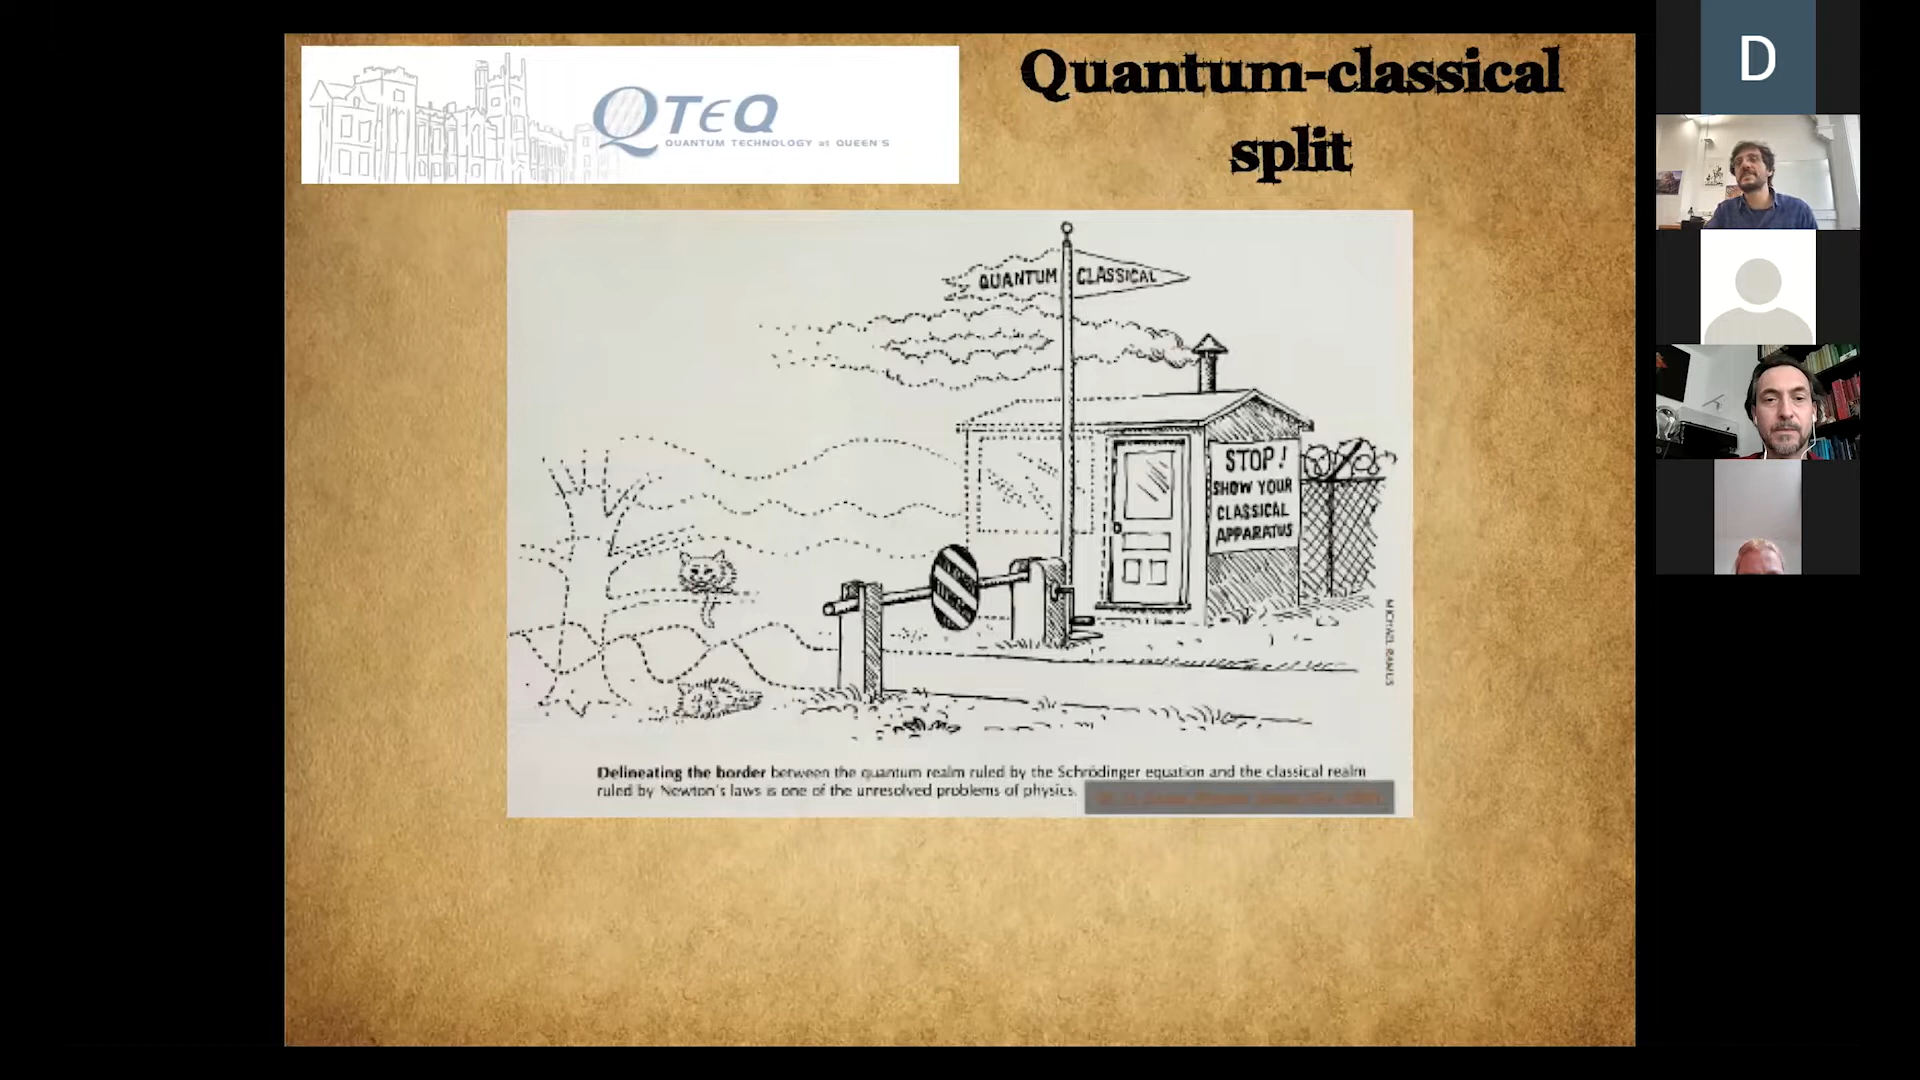 QTEQ
QUANTUM TECHNOLOGY at QUEEN'S
Quantum-classical
split
D
QUANTUM CLASSICAL
STOP!
SHOW YOUR
CLASSICAL
APPARATUS
MICHAEL RAMUS
Delineating the border between the quantum realm ruled by the Schrödinger equation and the classical realm
ruled by Newton's laws is one of the unresolved problems of physics.